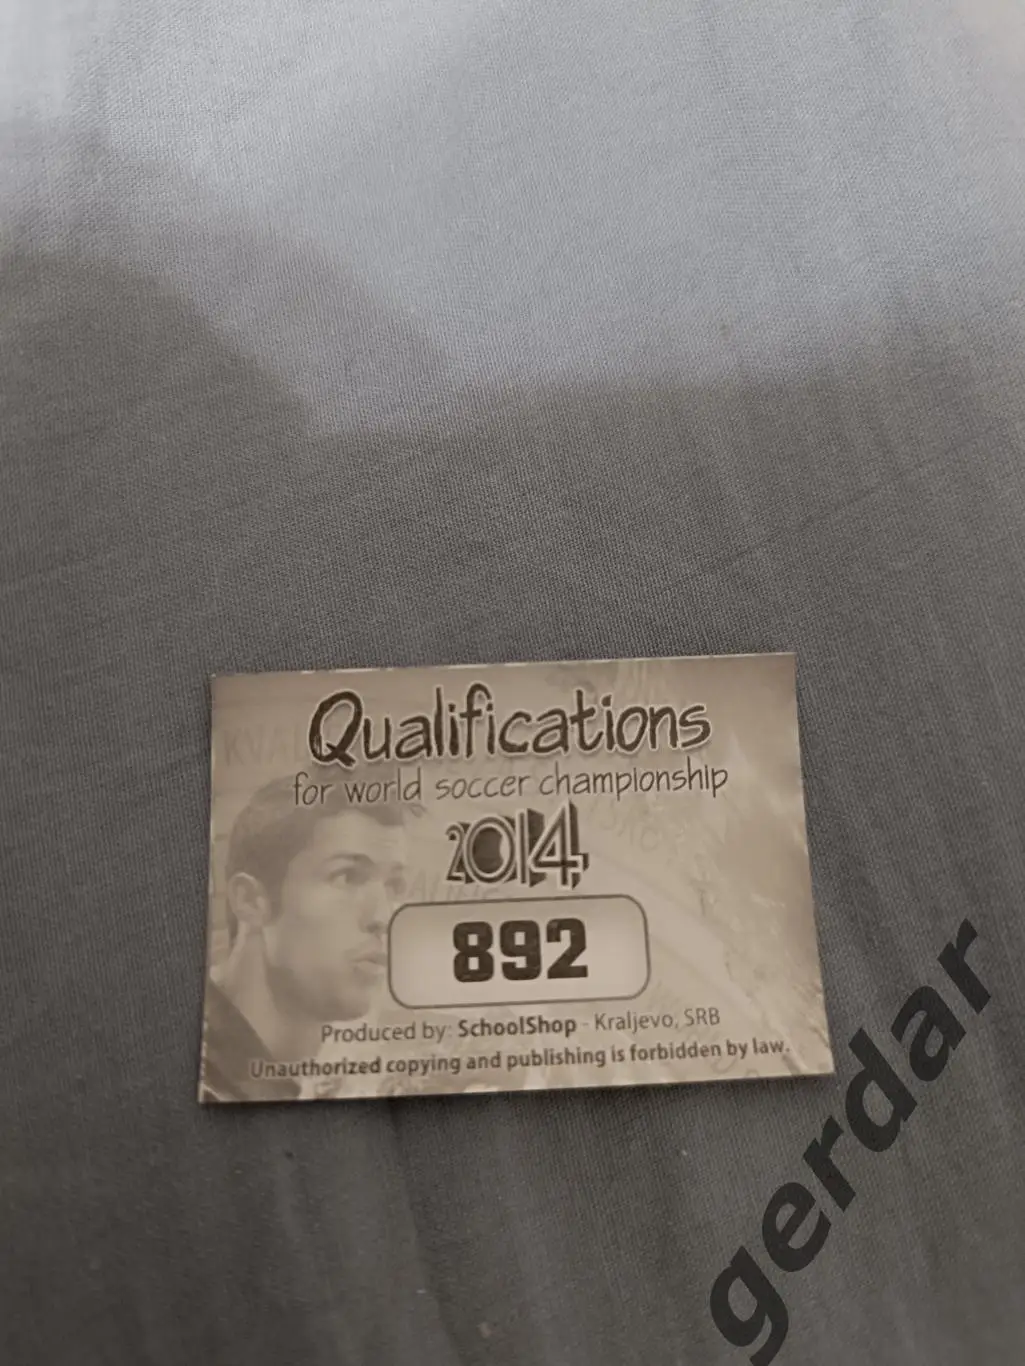 Qualifications
for world soccer championship
2014
892
Produced by: SchoolShop - Kraljevo, SRB
Unauthorized copying and publishing is forbidden by law.
gerdar